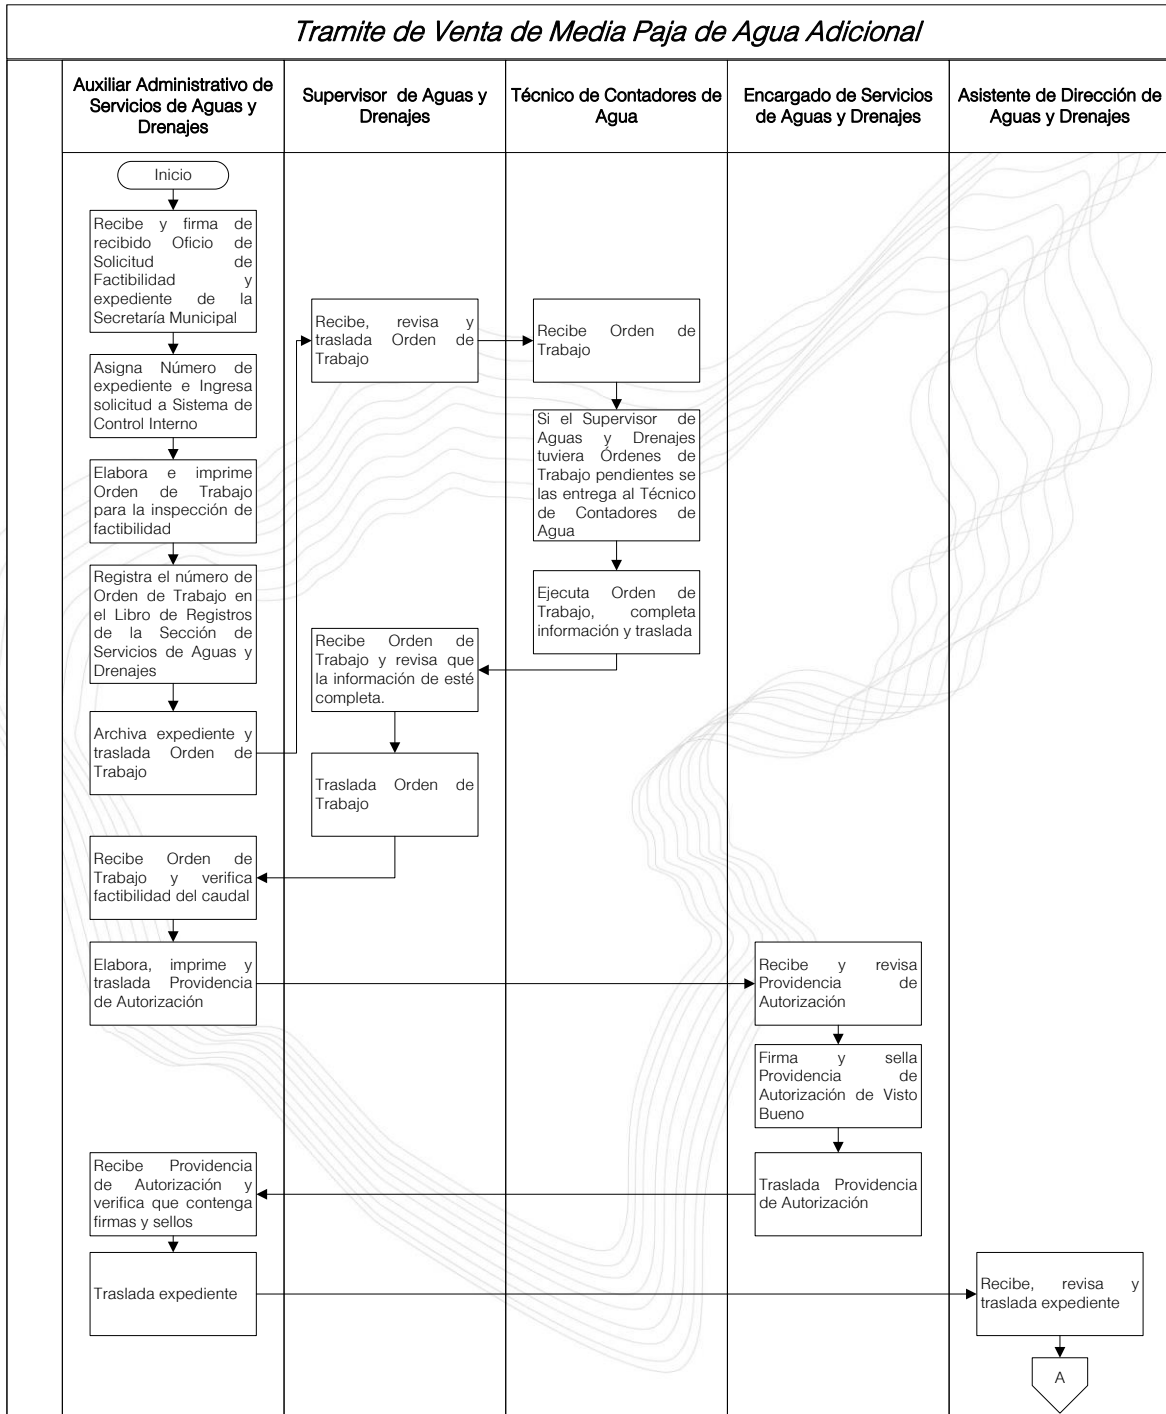 Tramite de Venta de Media Paja de Agua Adicional
Auxiliar Administrativo de
Servicios de Aguas y
Drenajes
Supervisor de Aguas y
Drenajes
Técnico de Contadores de
Agua
Encargado de Servicios
de Aguas y Drenajes
Asistente de Dirección de
Aguas y Drenajes
Inicio
Recibe y firma de
recibido Oficio de
Solicitud de
Factibilidad y
expediente de la
Secretaría Municipal
Asigna Número de
expediente e Ingresa
solicitud a Sistema de
Control Interno
Elabora e imprime
Orden de Trabajo
para la inspección de
factibilidad
Registra el número de
Orden de Trabajo en
el Libro de Registros
de la Sección de
Servicios de Aguas y
Drenajes
Archiva expediente y
traslada Orden de
Trabajo
Recibe, revisa y
traslada Orden de
Trabajo
Recibe Orden de
Trabajo
Si el Supervisor de
Aguas y Drenajes
tuviera Órdenes de
Trabajo pendientes se
las entrega al Técnico
de Contadores de
Agua
Ejecuta Orden de
Trabajo, completa
información y traslada
Recibe Orden de
Trabajo y revisa que
la información de esté
completa.
Traslada Orden de
Trabajo
Recibe Orden de
Trabajo y verifica
factibilidad del caudal
Elabora, imprime y
traslada Providencia
de Autorización
Recibe y revisa
Providencia de
Autorización
Firma y sella
Providencia de
Autorización de Visto
Bueno
Traslada Providencia
de Autorización
Recibe Providencia
de Autorización y
verifica que contenga
firmas y sellos
Traslada expediente
Recibe, revisa y
traslada expediente
A